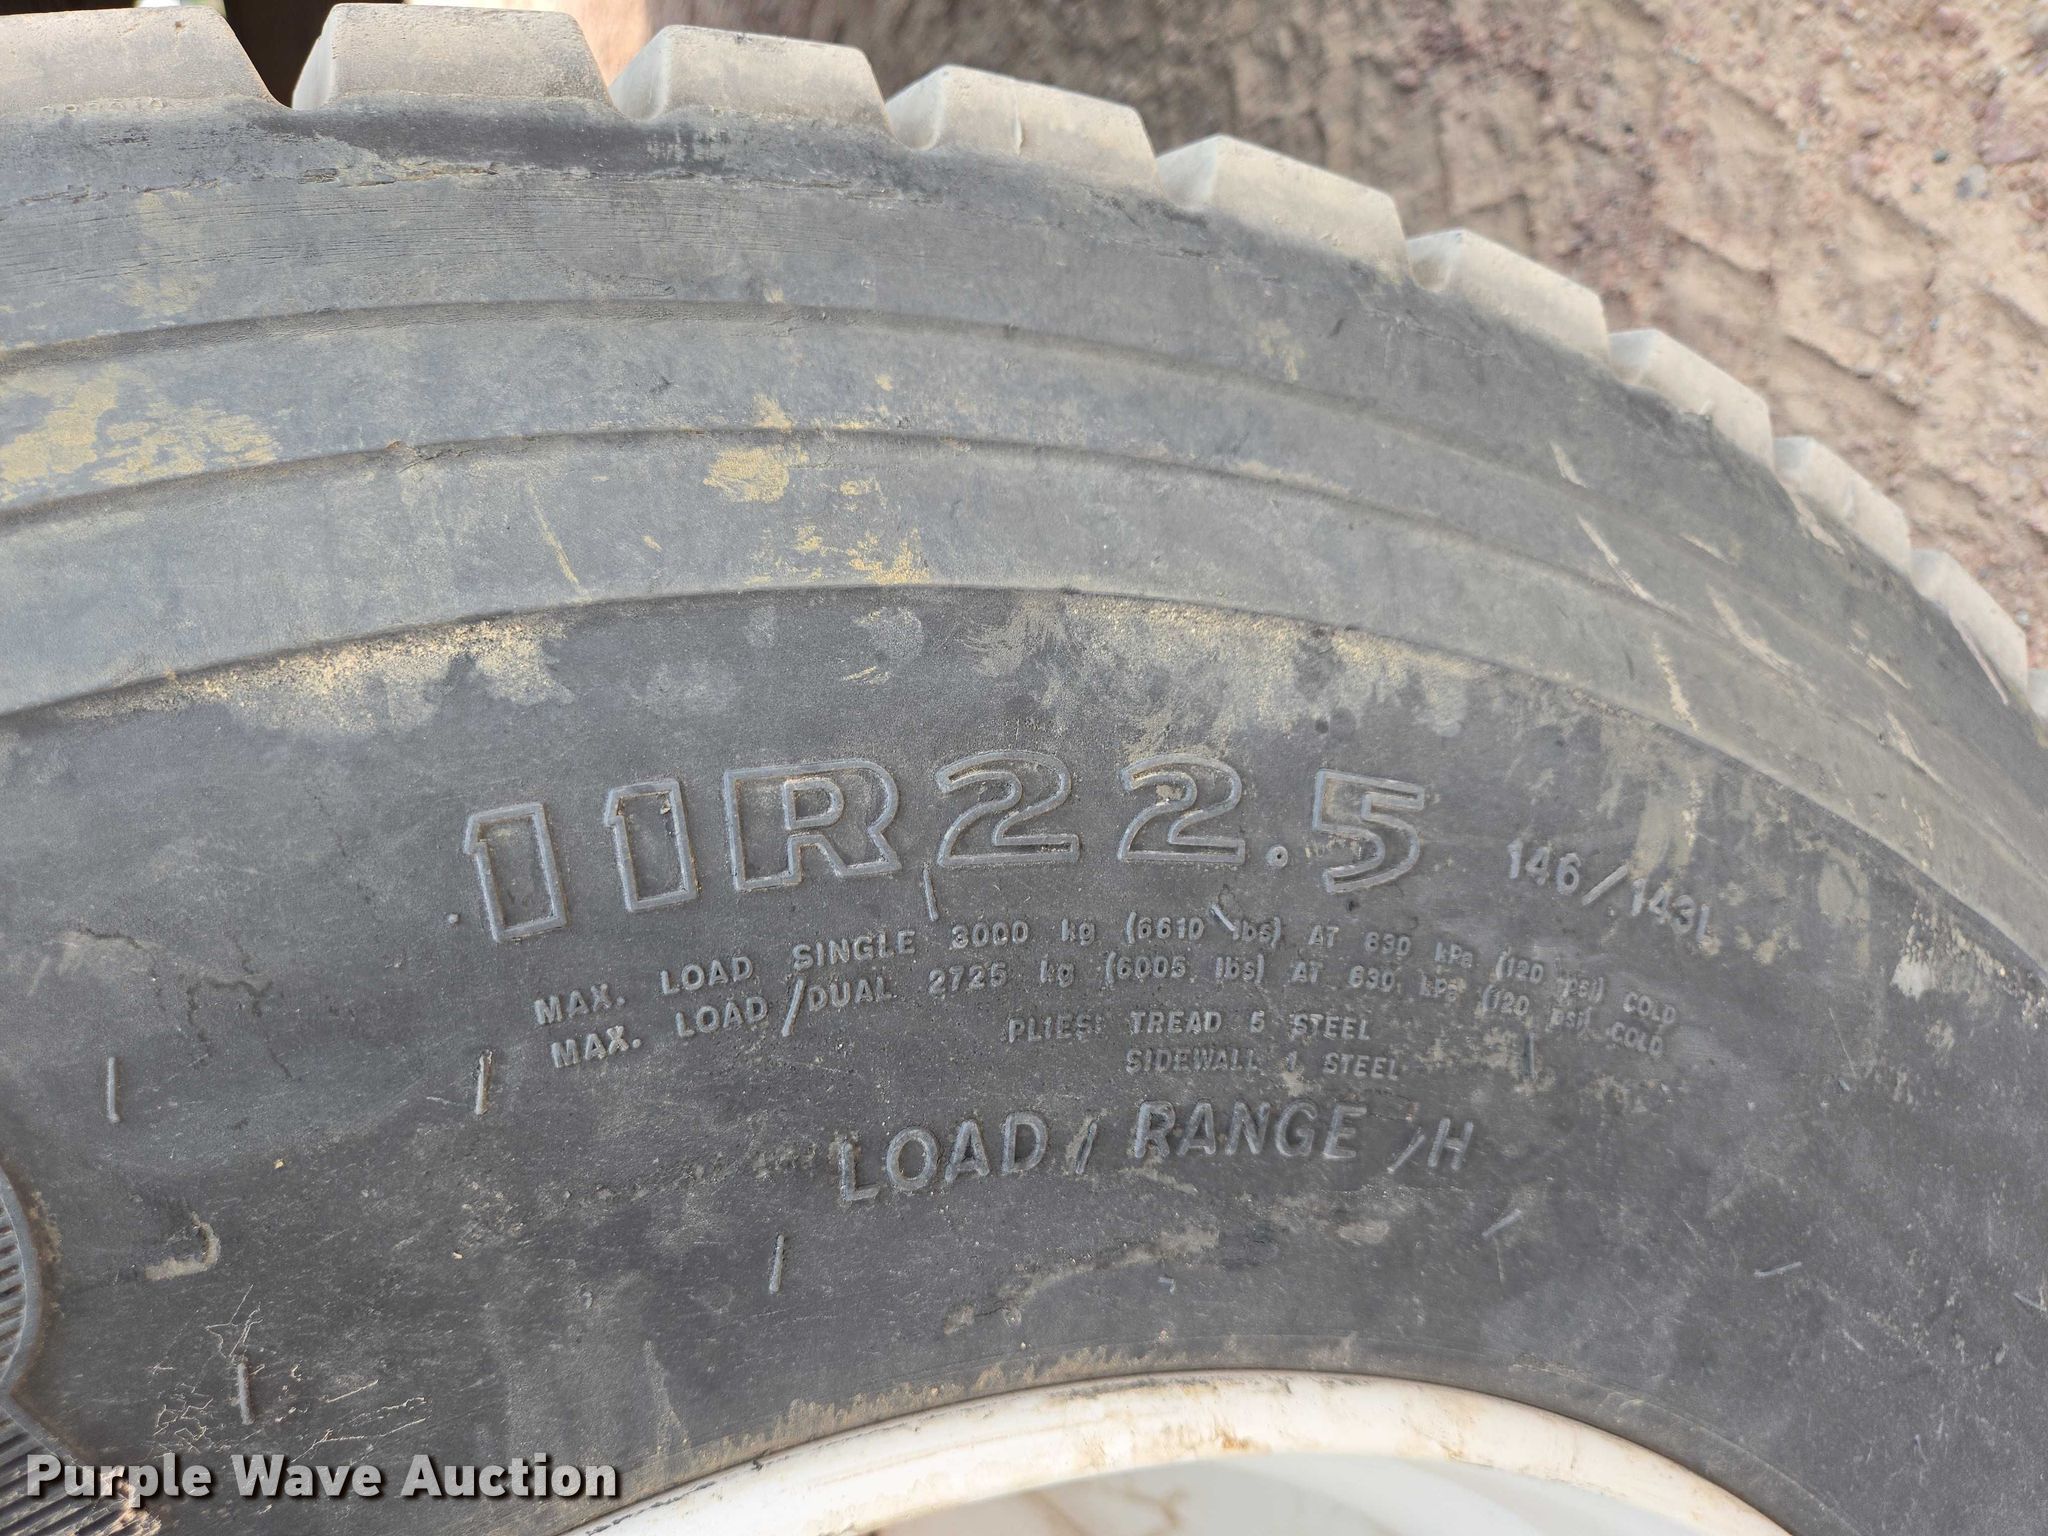 11R22.5 146/143L
MAX. LOAD SINGLE 3000 kg (6610 lbs) AT 830 kPa (120 psi) COLD
MAX. LOAD/DUAL 2725 kg (6005 lbs) AT 830 kPa (120 psi) COLD
PLIES: TREAD 5 STEEL
SIDEWALL 1 STEEL
LOAD / RANGE /H
Purple Wave Auction